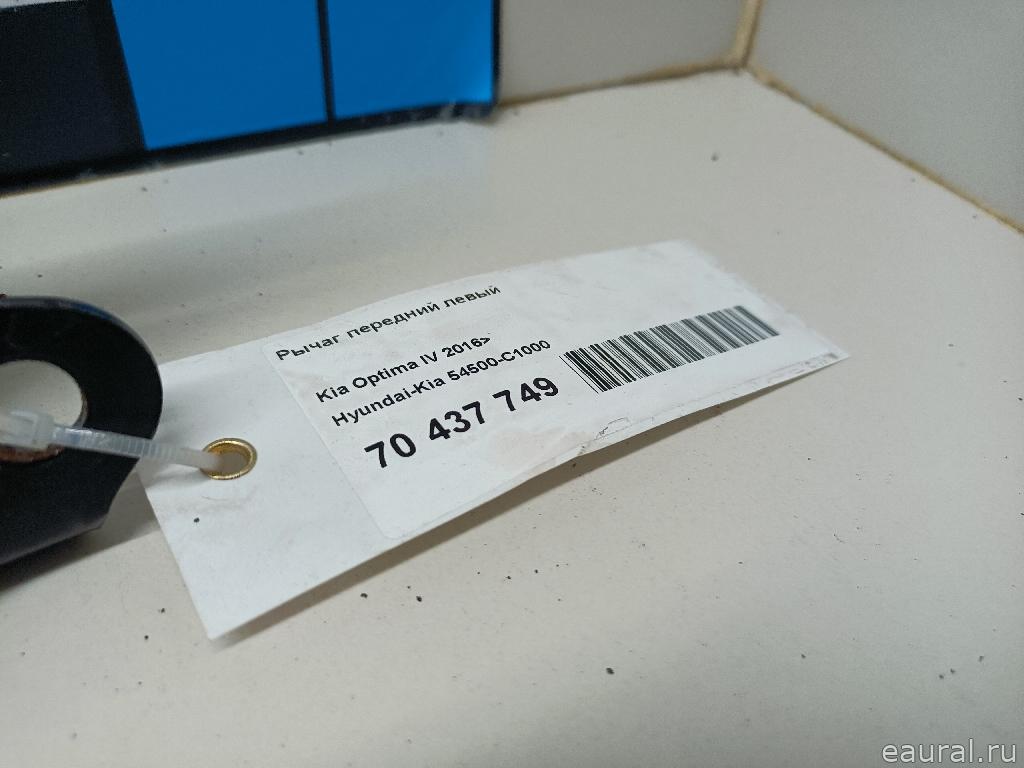 Рычаг передний левый
Kia Optima IV 2016>
Hyundai-Kia 54500-C1000
70 437 749
eaural.ru